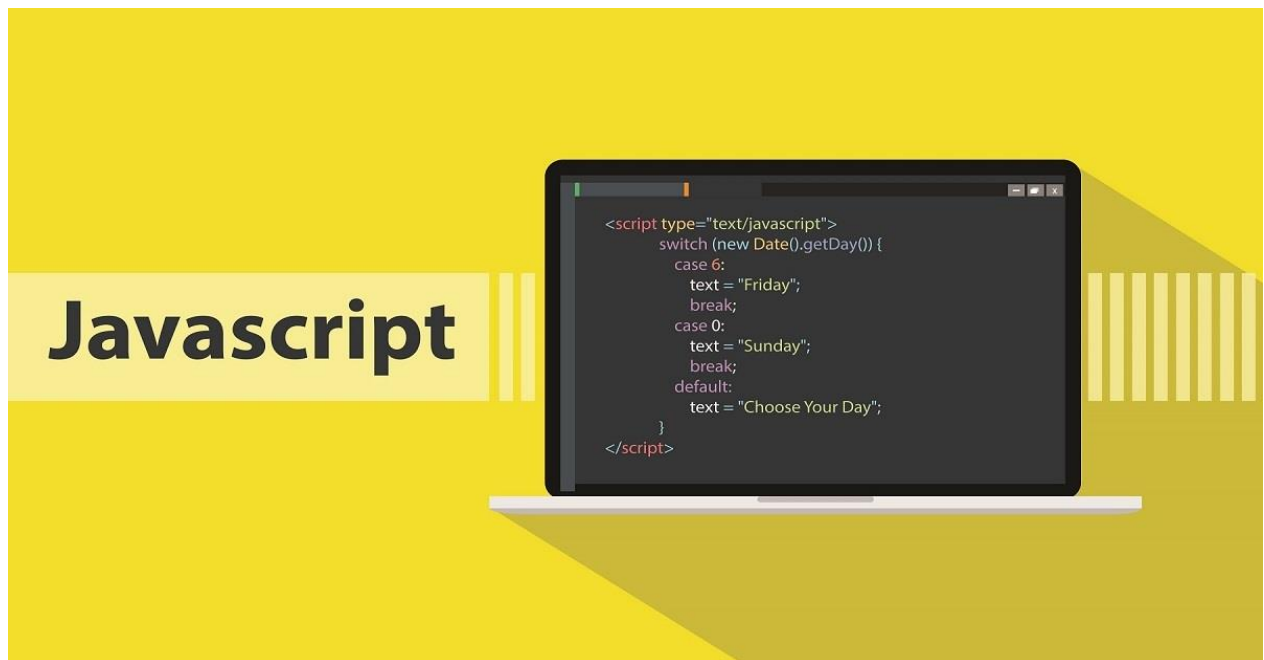 Javascript
<script type="text/javascript">
switch (new Date().getDay()) {
case 6:
text = "Friday";
break;
case 0:
text = "Sunday";
break;
default:
text = "Choose Your Day";
}
</script>